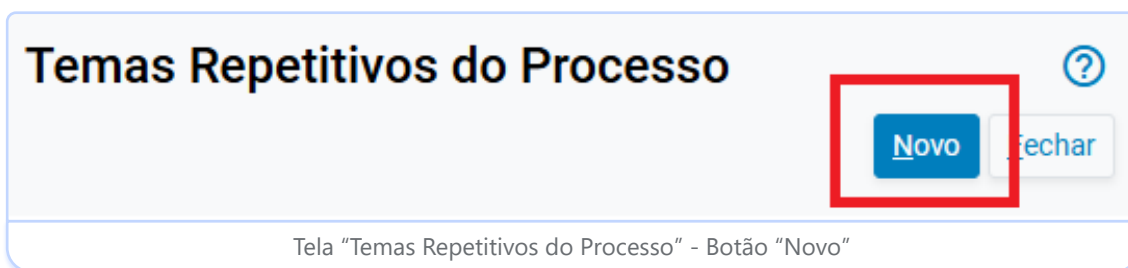 Temas Repetitivos do Processo
Novo
Fechar
Tela “Temas Repetitivos do Processo” - Botão “Novo”